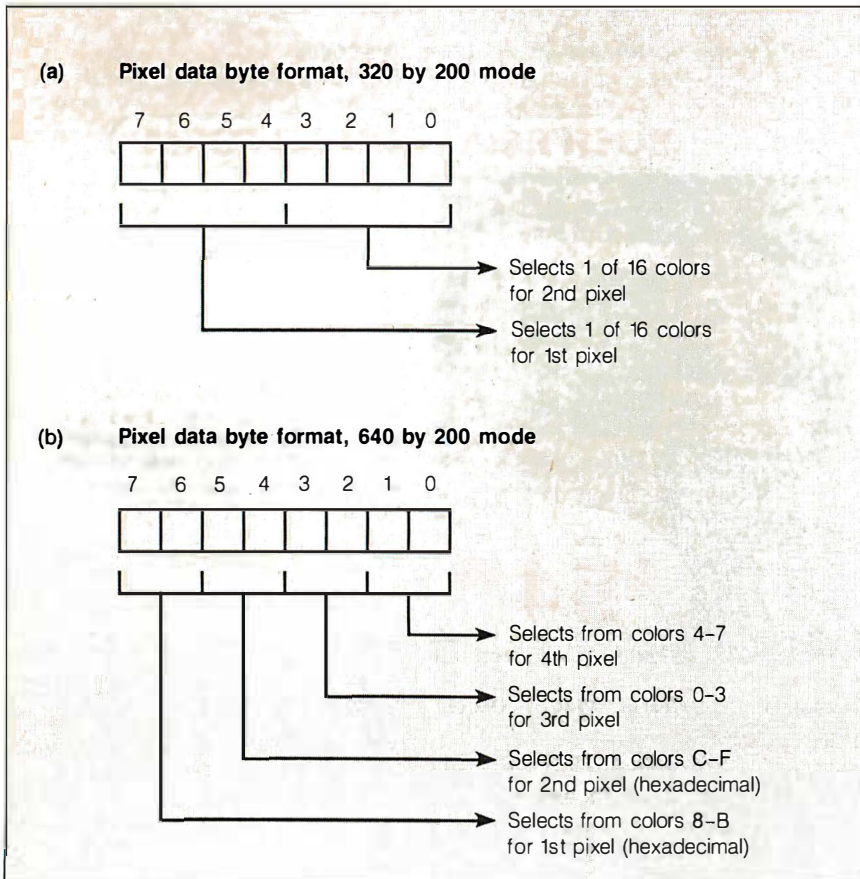 (a) Pixel data byte format, 320 by 200 mode
7 6 5 4 3 2 1 0
Selects 1 of 16 colors
for 2nd pixel
Selects 1 of 16 colors
for 1st pixel
(b) Pixel data byte format, 640 by 200 mode
7 6 5 4 3 2 1 0
Selects from colors 4–7
for 4th pixel
Selects from colors 0–3
for 3rd pixel
Selects from colors C–F
for 2nd pixel (hexadecimal)
Selects from colors 8–B
for 1st pixel (hexadecimal)